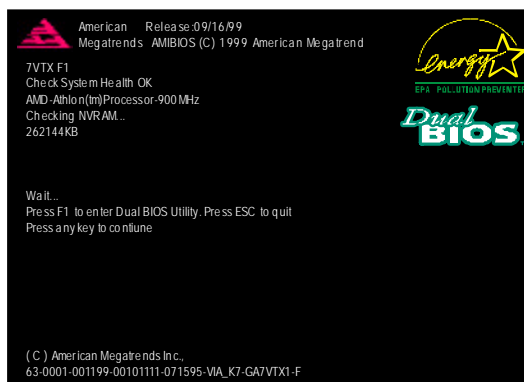 American Release:09/16/99
Megatrends AMIBIOS (C) 1999 American Megatrend
7VTX F1
Check System Health OK
AMD-Athlon(tm)Processor-900 MHz
Checking NVRAM...
262144KB
energy
EPA POLLUTION PREVENTER
Dual
BIOS
Wait...
Press F1 to enter Dual BIOS Utility. Press ESC to quit
Press any key to contiune
( C ) American Megatrends Inc.,
63-0001-001199-00101111-071595-VIA_K7-GA7VTX1-F